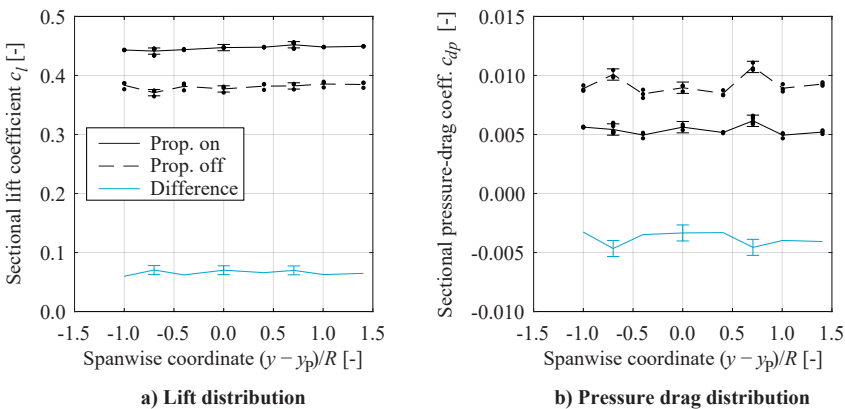 Sectional lift coefficient c_l [-]
0.5
0.4
0.3
0.2
0.1
0.0
Prop. on
Prop. off
Difference
-1.5 -1.0 -0.5 0.0 0.5 1.0 1.5
Spanwise coordinate (y − y_P)/R [-]
a) Lift distribution
Sectional pressure-drag coeff. c_dp [-]
0.015
0.010
0.005
0.000
-0.005
-0.010
-1.5 -1.0 -0.5 0.0 0.5 1.0 1.5
Spanwise coordinate (y − y_P)/R [-]
b) Pressure drag distribution